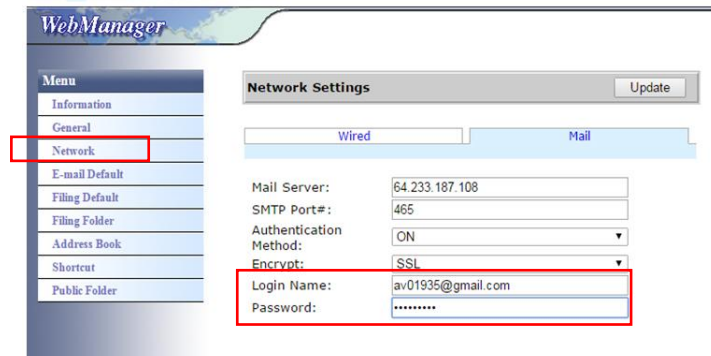 WebManager
Menu
Information
General
Network
E-mail Default
Filing Default
Filing Folder
Address Book
Shortcut
Public Folder
Network Settings
Update
Wired
Mail
Mail Server: 64.233.187.108
SMTP Port#: 465
Authentication
Method: ON
Encrypt: SSL
Login Name: av01935@gmail.com
Password: •••••••••